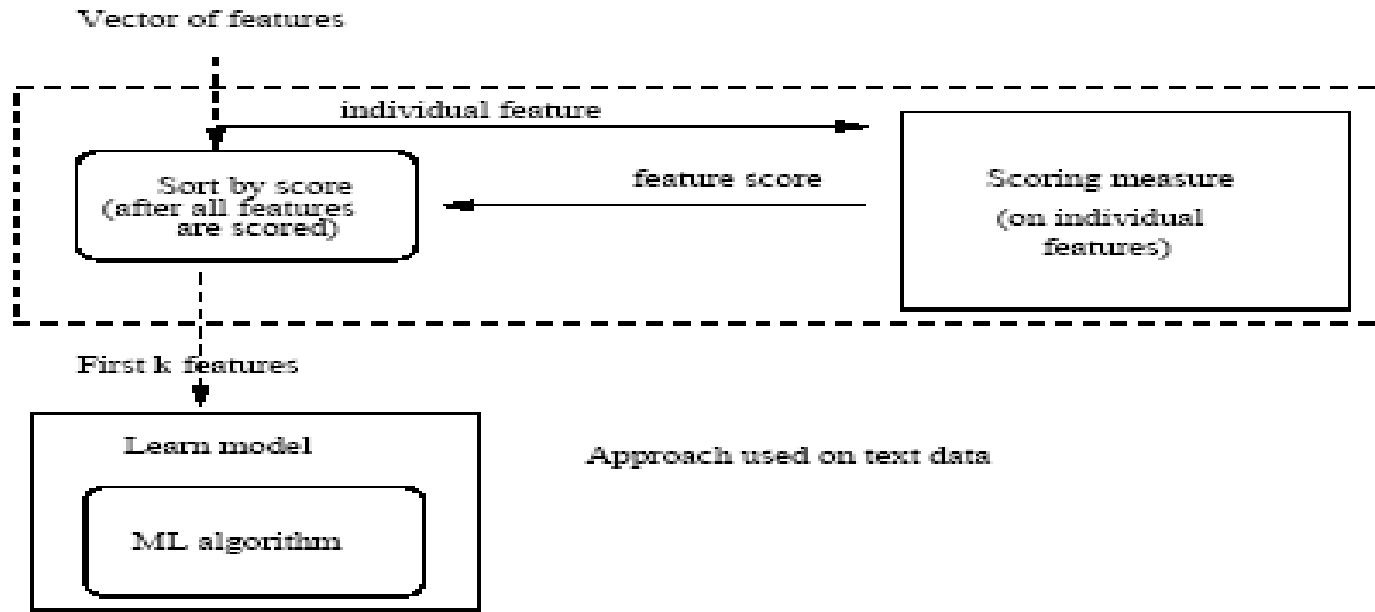 Vector of features
individual feature
Sort by score
(after all features
are scored)
feature score
Scoring measure
(on individual
features)
First k features
Learn model
ML algorithm
Approach used on text data